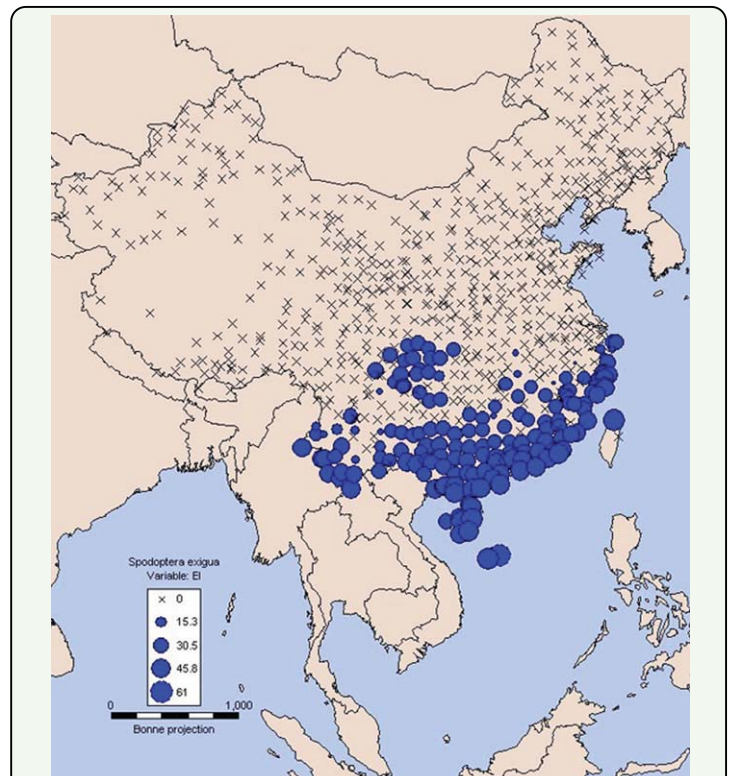 Spodoptera exigua
Variable: EI
× 0
15.3
30.5
45.8
61
0 1,000
Bonne projection